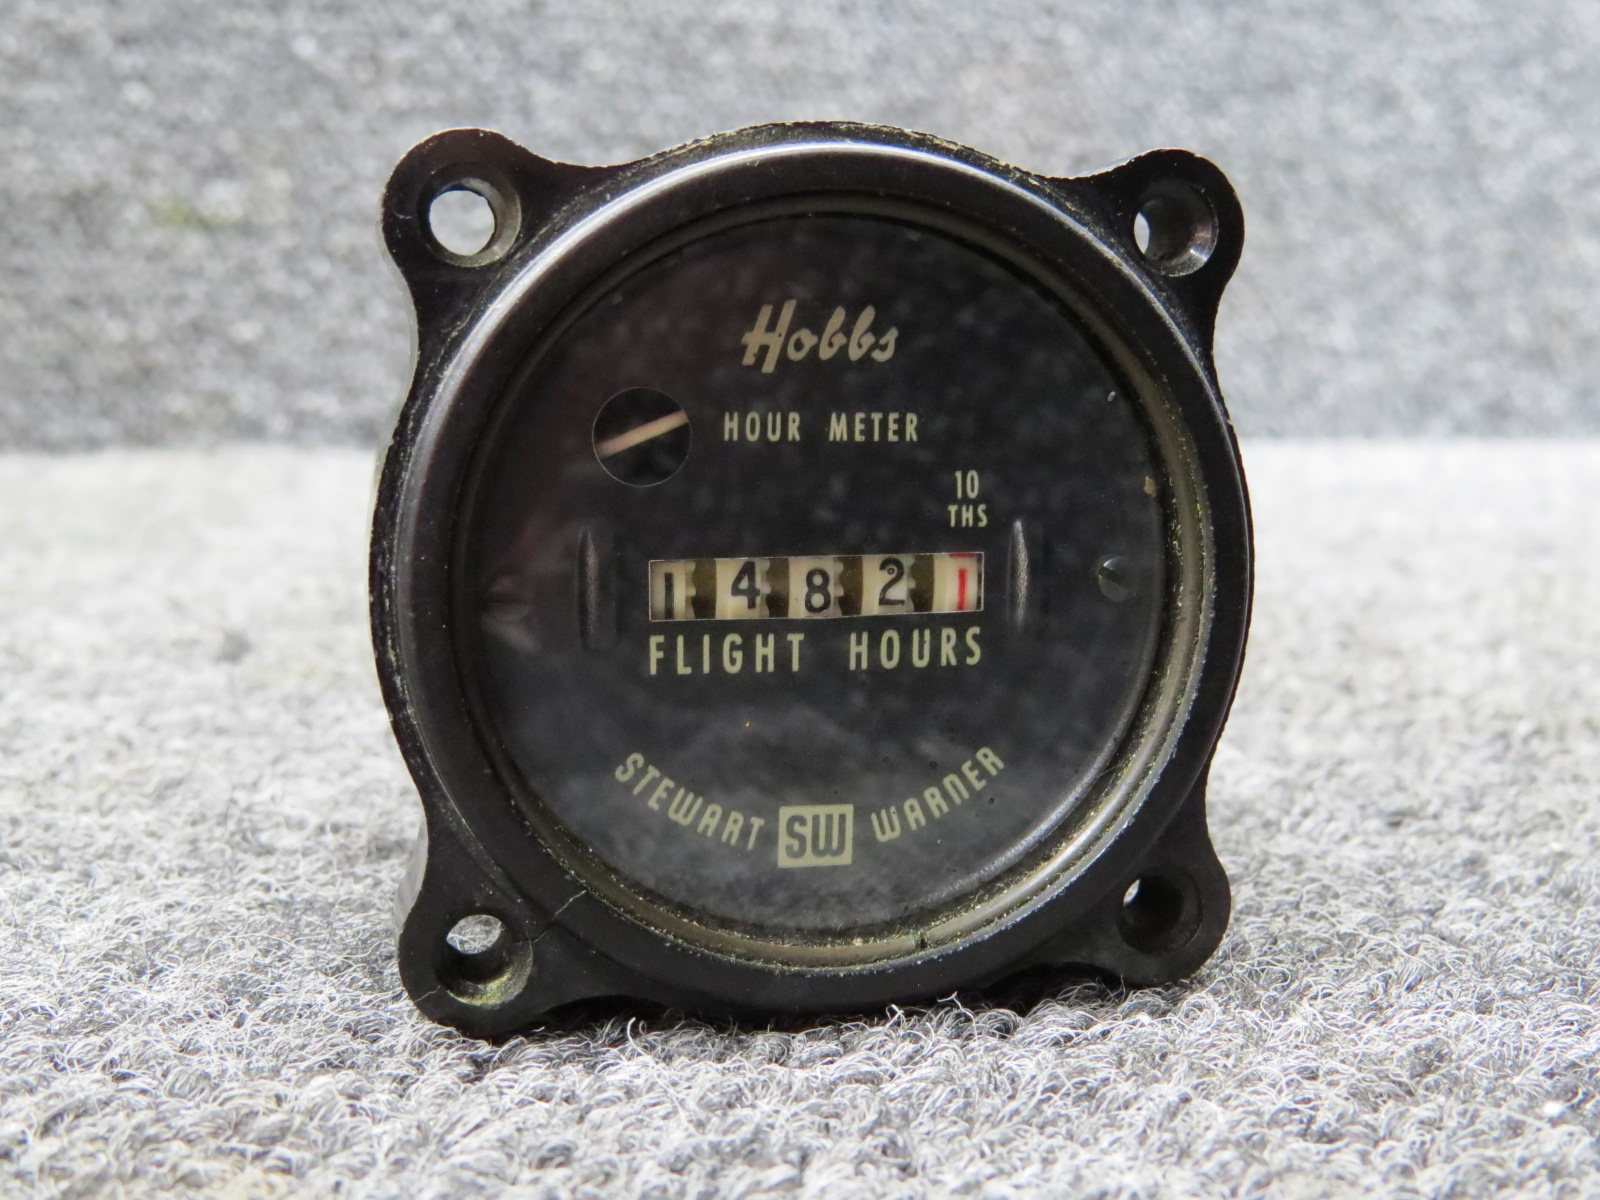 Hobbs
HOUR METER
10
THS
1 4 8 2 1
FLIGHT HOURS
STEWART SW WARNER